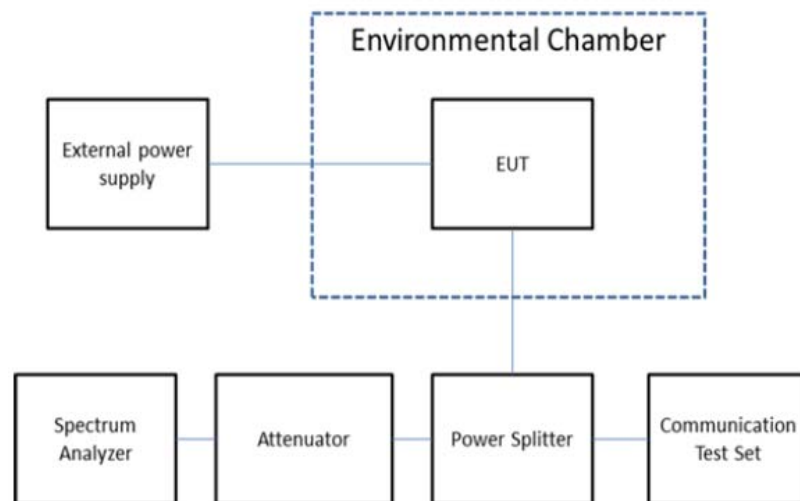 Environmental Chamber
External power
supply
EUT
Spectrum
Analyzer
Attenuator
Power Splitter
Communication
Test Set